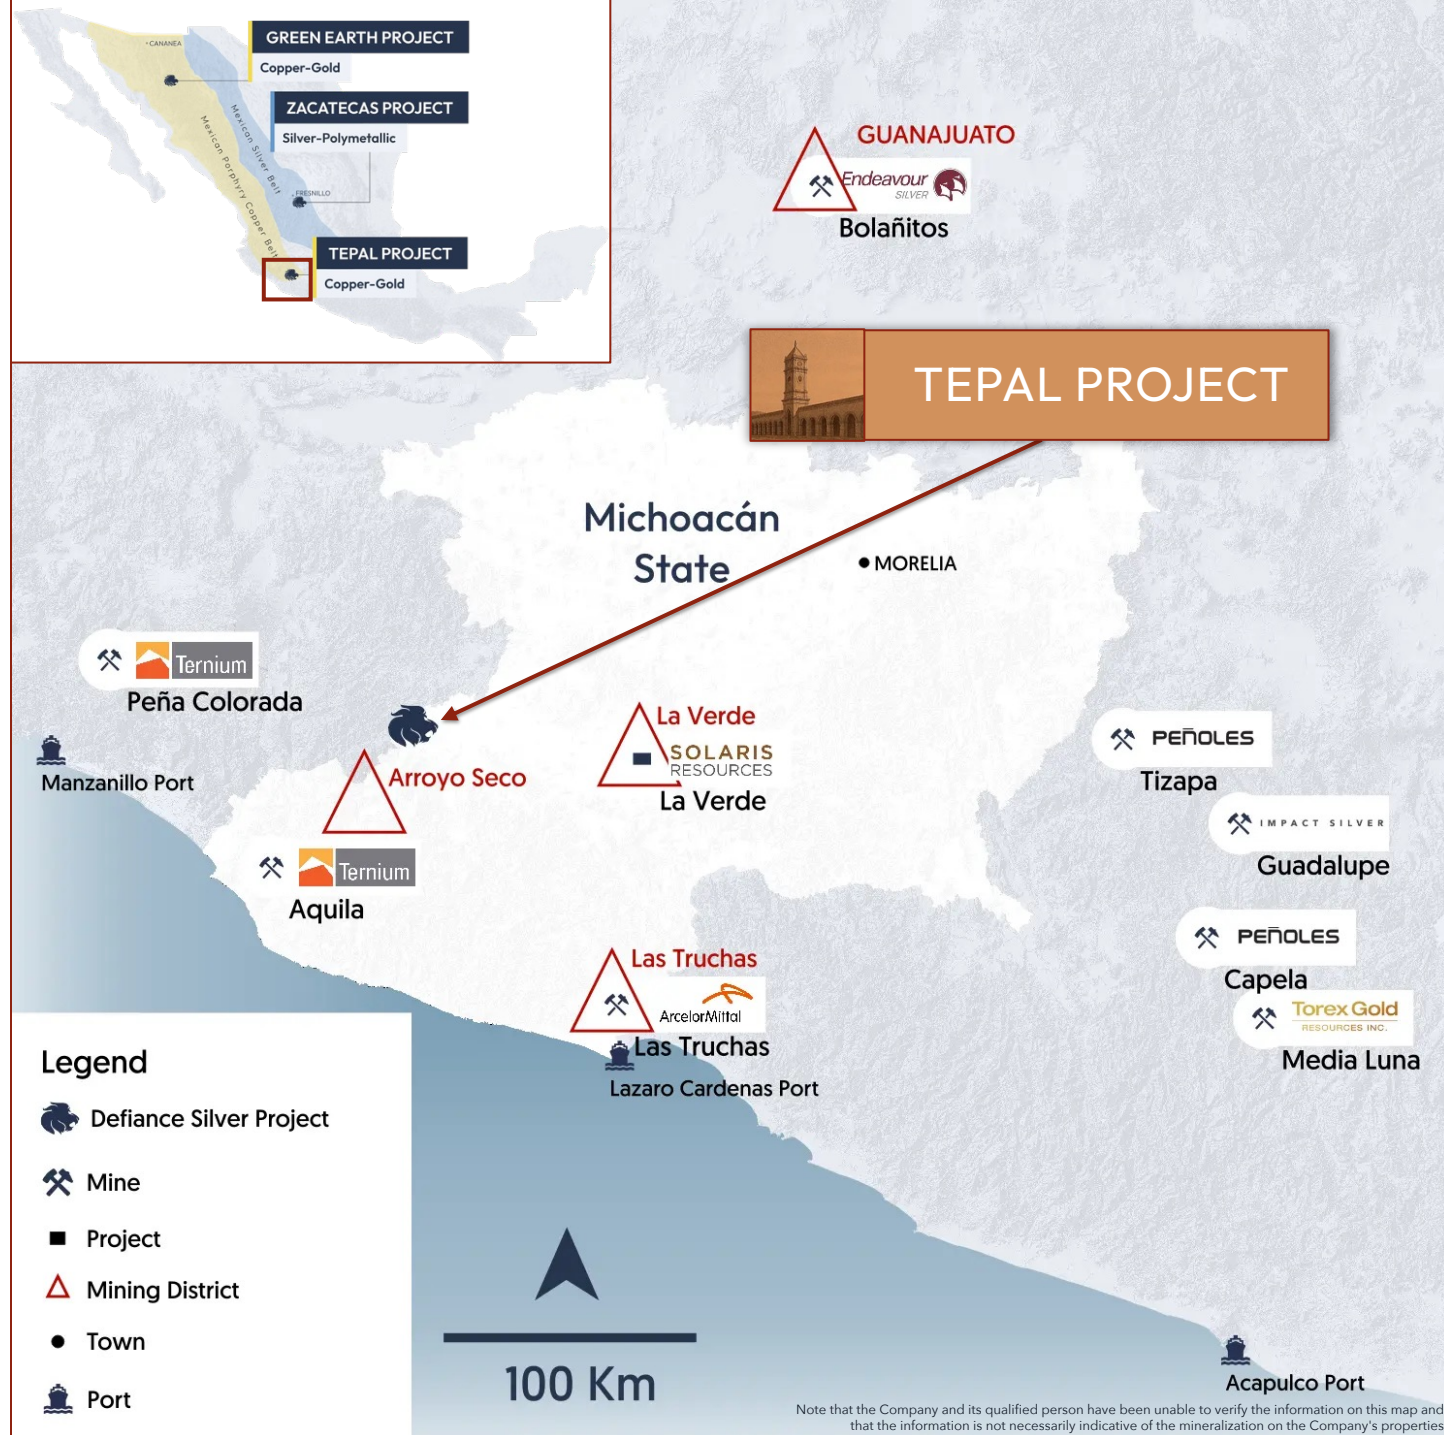 GREEN EARTH PROJECT
Copper-Gold
• CANANEA
ZACATECAS PROJECT
Silver-Polymetallic
Mexican Silver Belt
Mexican Porphyry Copper Belt
• FRESNILLO
TEPAL PROJECT
Copper-Gold
GUANAJUATO
Endeavour
SILVER
Bolañitos
TEPAL PROJECT
Michoacán
State
MORELIA
Ternium
Peña Colorada
Manzanillo Port
Arroyo Seco
La Verde
SOLARIS
RESOURCES
La Verde
PEÑOLES
Tizapa
IMPACT SILVER
Guadalupe
Ternium
Aquila
PEÑOLES
Capela
Las Truchas
ArcelorMittal
Las Truchas
Lazaro Cardenas Port
Torex Gold
RESOURCES INC.
Media Luna
Legend
Defiance Silver Project
Mine
Project
Mining District
Town
Port
100 Km
Acapulco Port
Note that the Company and its qualified person have been unable to verify the information on this map and
that the information is not necessarily indicative of the mineralization on the Company's properties